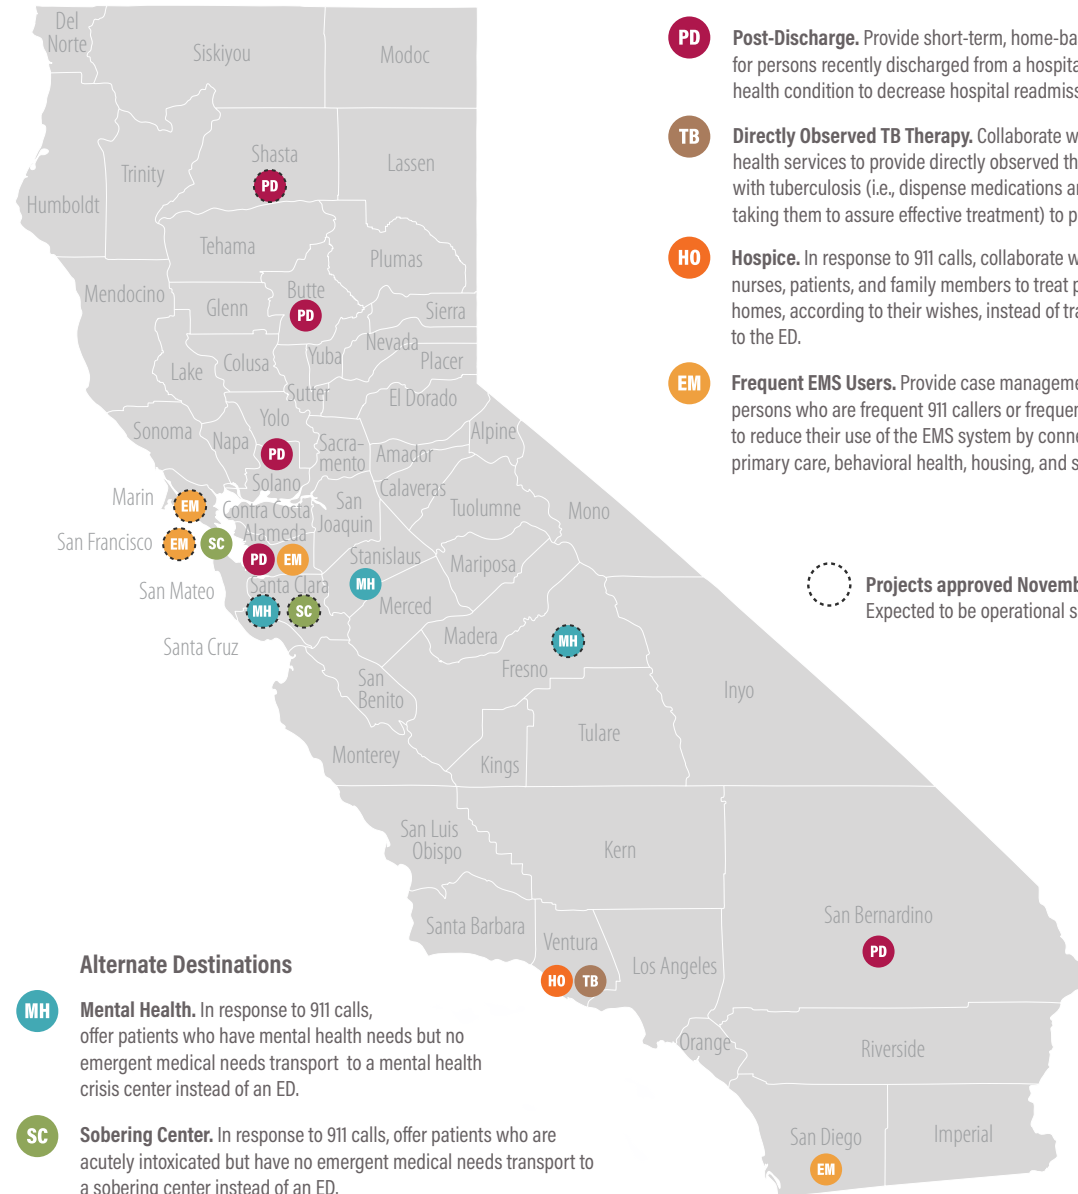 Del
Norte
Siskiyou
Modoc
Trinity
Shasta
PD
Lassen
Humboldt
Tehama
Plumas
Mendocino
Glenn
Butte
PD
Sierra
Lake
Colusa
Yuba
Nevada
Placer
Sutter
El Dorado
Sonoma
Napa
Yolo
PD
Solano
Sacra-
mento
Amador
Alpine
Calaveras
Marin
EM
Contra Costa
San
Joaquin
Tuolumne
Mono
San Francisco
EM
SC
Alameda
PD
EM
Stanislaus
MH
Mariposa
San Mateo
Santa Clara
MH
SC
Merced
Madera
MH
Santa Cruz
Fresno
San
Benito
Inyo
Monterey
Kings
Tulare
San Luis
Obispo
Kern
Santa Barbara
Ventura
HO
TB
Los Angeles
San Bernardino
PD
Orange
Riverside
San Diego
EM
Imperial
PD
Post-Discharge. Provide short-term, home-ba
for persons recently discharged from a hospita
health condition to decrease hospital readmiss
TB
Directly Observed TB Therapy. Collaborate w
health services to provide directly observed th
with tuberculosis (i.e., dispense medications a
taking them to assure effective treatment) to p
HO
Hospice. In response to 911 calls, collaborate w
nurses, patients, and family members to treat p
homes, according to their wishes, instead of tra
to the ED.
EM
Frequent EMS Users. Provide case manageme
persons who are frequent 911 callers or frequen
to reduce their use of the EMS system by conne
primary care, behavioral health, housing, and s
Projects approved Novemb
Expected to be operational s
Alternate Destinations
MH
Mental Health. In response to 911 calls,
offer patients who have mental health needs but no
emergent medical needs transport to a mental health
crisis center instead of an ED.
SC
Sobering Center. In response to 911 calls, offer patients who are
acutely intoxicated but have no emergent medical needs transport to
a sobering center instead of an ED.